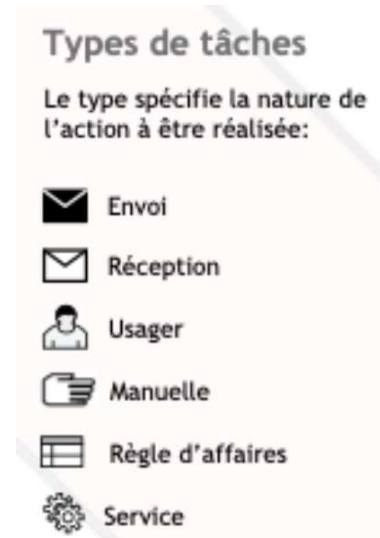 Types de tâches
Le type spécifie la nature de
l'action à être réalisée:
Envoi
Réception
Usager
Manuelle
Règle d'affaires
Service